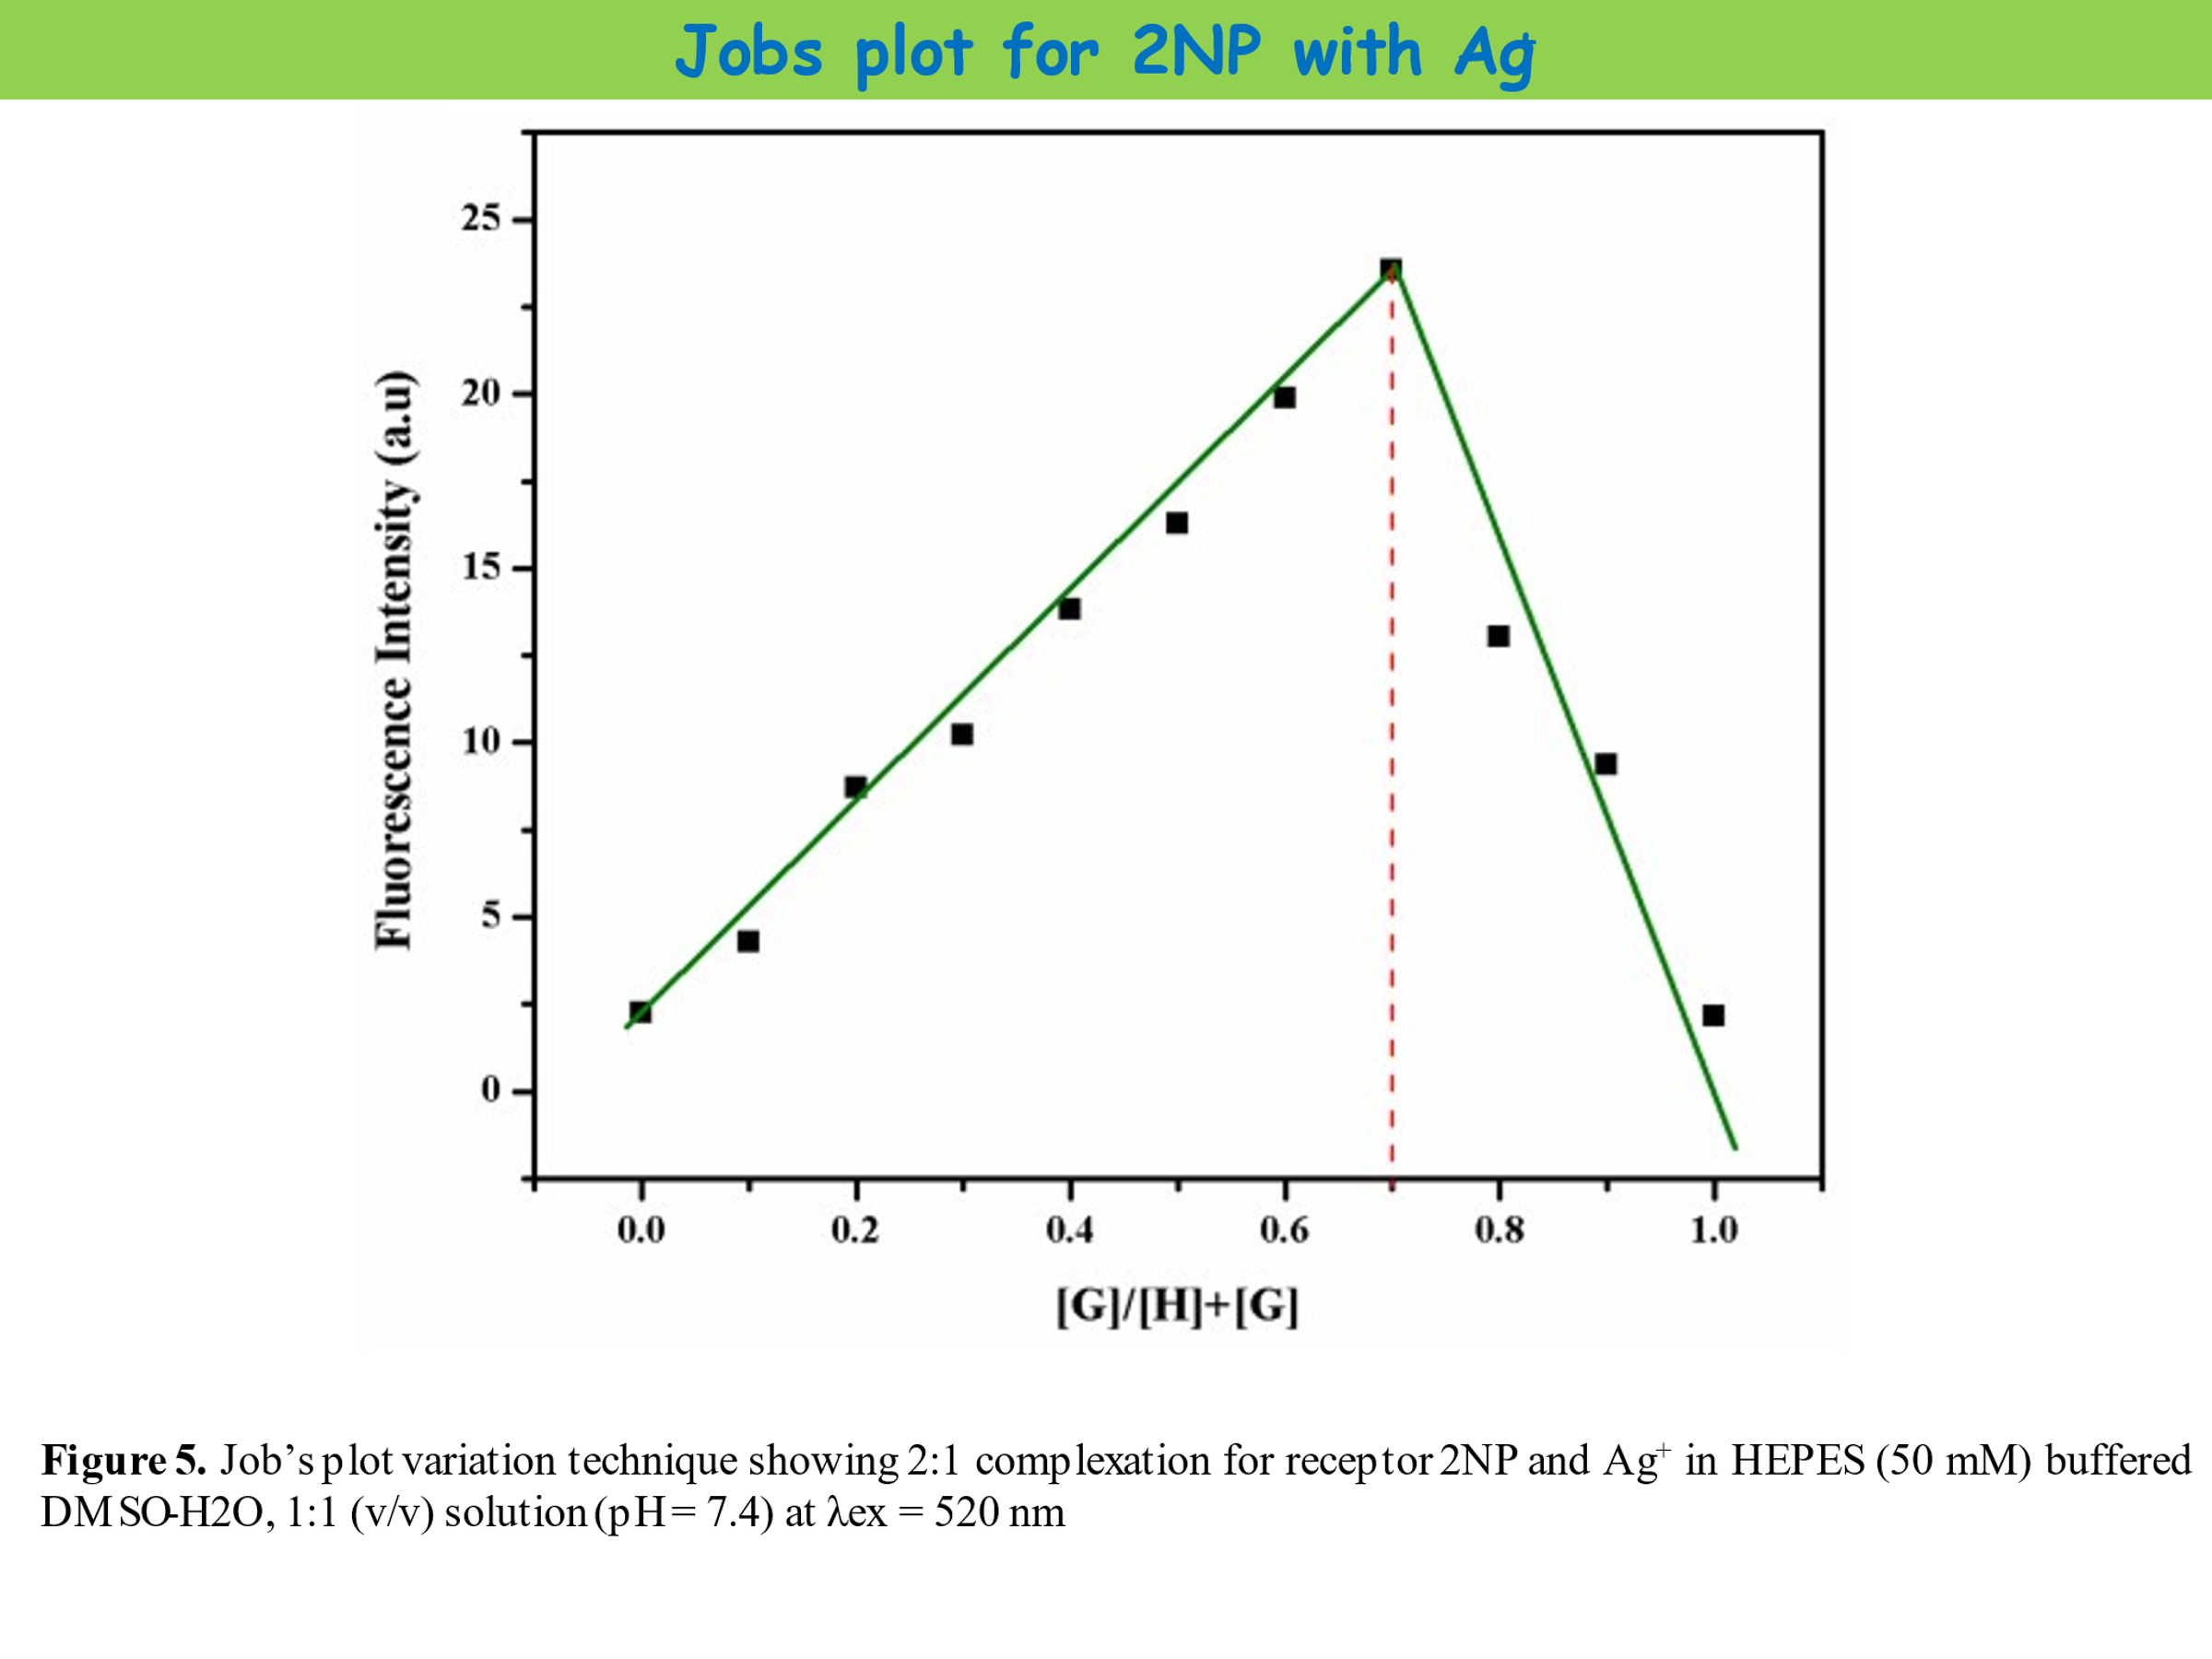 Jobs plot for 2NP with Ag
25
20
15
10
5
0
Fluorescence Intensity (a.u)
0.0 0.2 0.4 0.6 0.8 1.0
[G]/[H]+[G]
Figure 5. Job’s plot variation technique showing 2:1 complexation for receptor 2NP and Ag⁺ in HEPES (50 mM) buffered
DMSO-H2O, 1:1 (v/v) solution (pH = 7.4) at λex = 520 nm